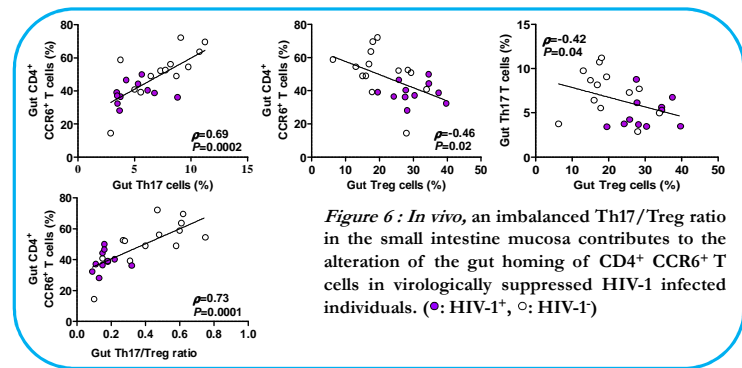 Gut CD4⁺
CCR6⁺ T cells (%)
80
60
40
20
0
0
5
10
15
ρ=0.69
P=0.0002
Gut Th17 cells (%)
Gut CD4⁺
CCR6⁺ T cells (%)
80
60
40
20
0
0
10
20
30
40
50
60
ρ=-0.46
P=0.02
Gut Treg cells (%)
Gut Th17 T cells (%)
15
10
5
0
0
10
20
30
40
50
60
ρ=-0.42
P=0.04
Gut Treg cells (%)
Gut CD4⁺
CCR6⁺ T cells (%)
80
60
40
20
0
0.0
0.2
0.4
0.6
0.8
1.0
ρ=0.73
P=0.0001
Gut Th17/Treg ratio
Figure 6 : In vivo, an imbalanced Th17/Treg ratio
in the small intestine mucosa contributes to the
alteration of the gut homing of CD4⁺ CCR6⁺ T
cells in virologically suppressed HIV-1 infected
individuals. (●: HIV-1⁺, ○: HIV-1⁻)